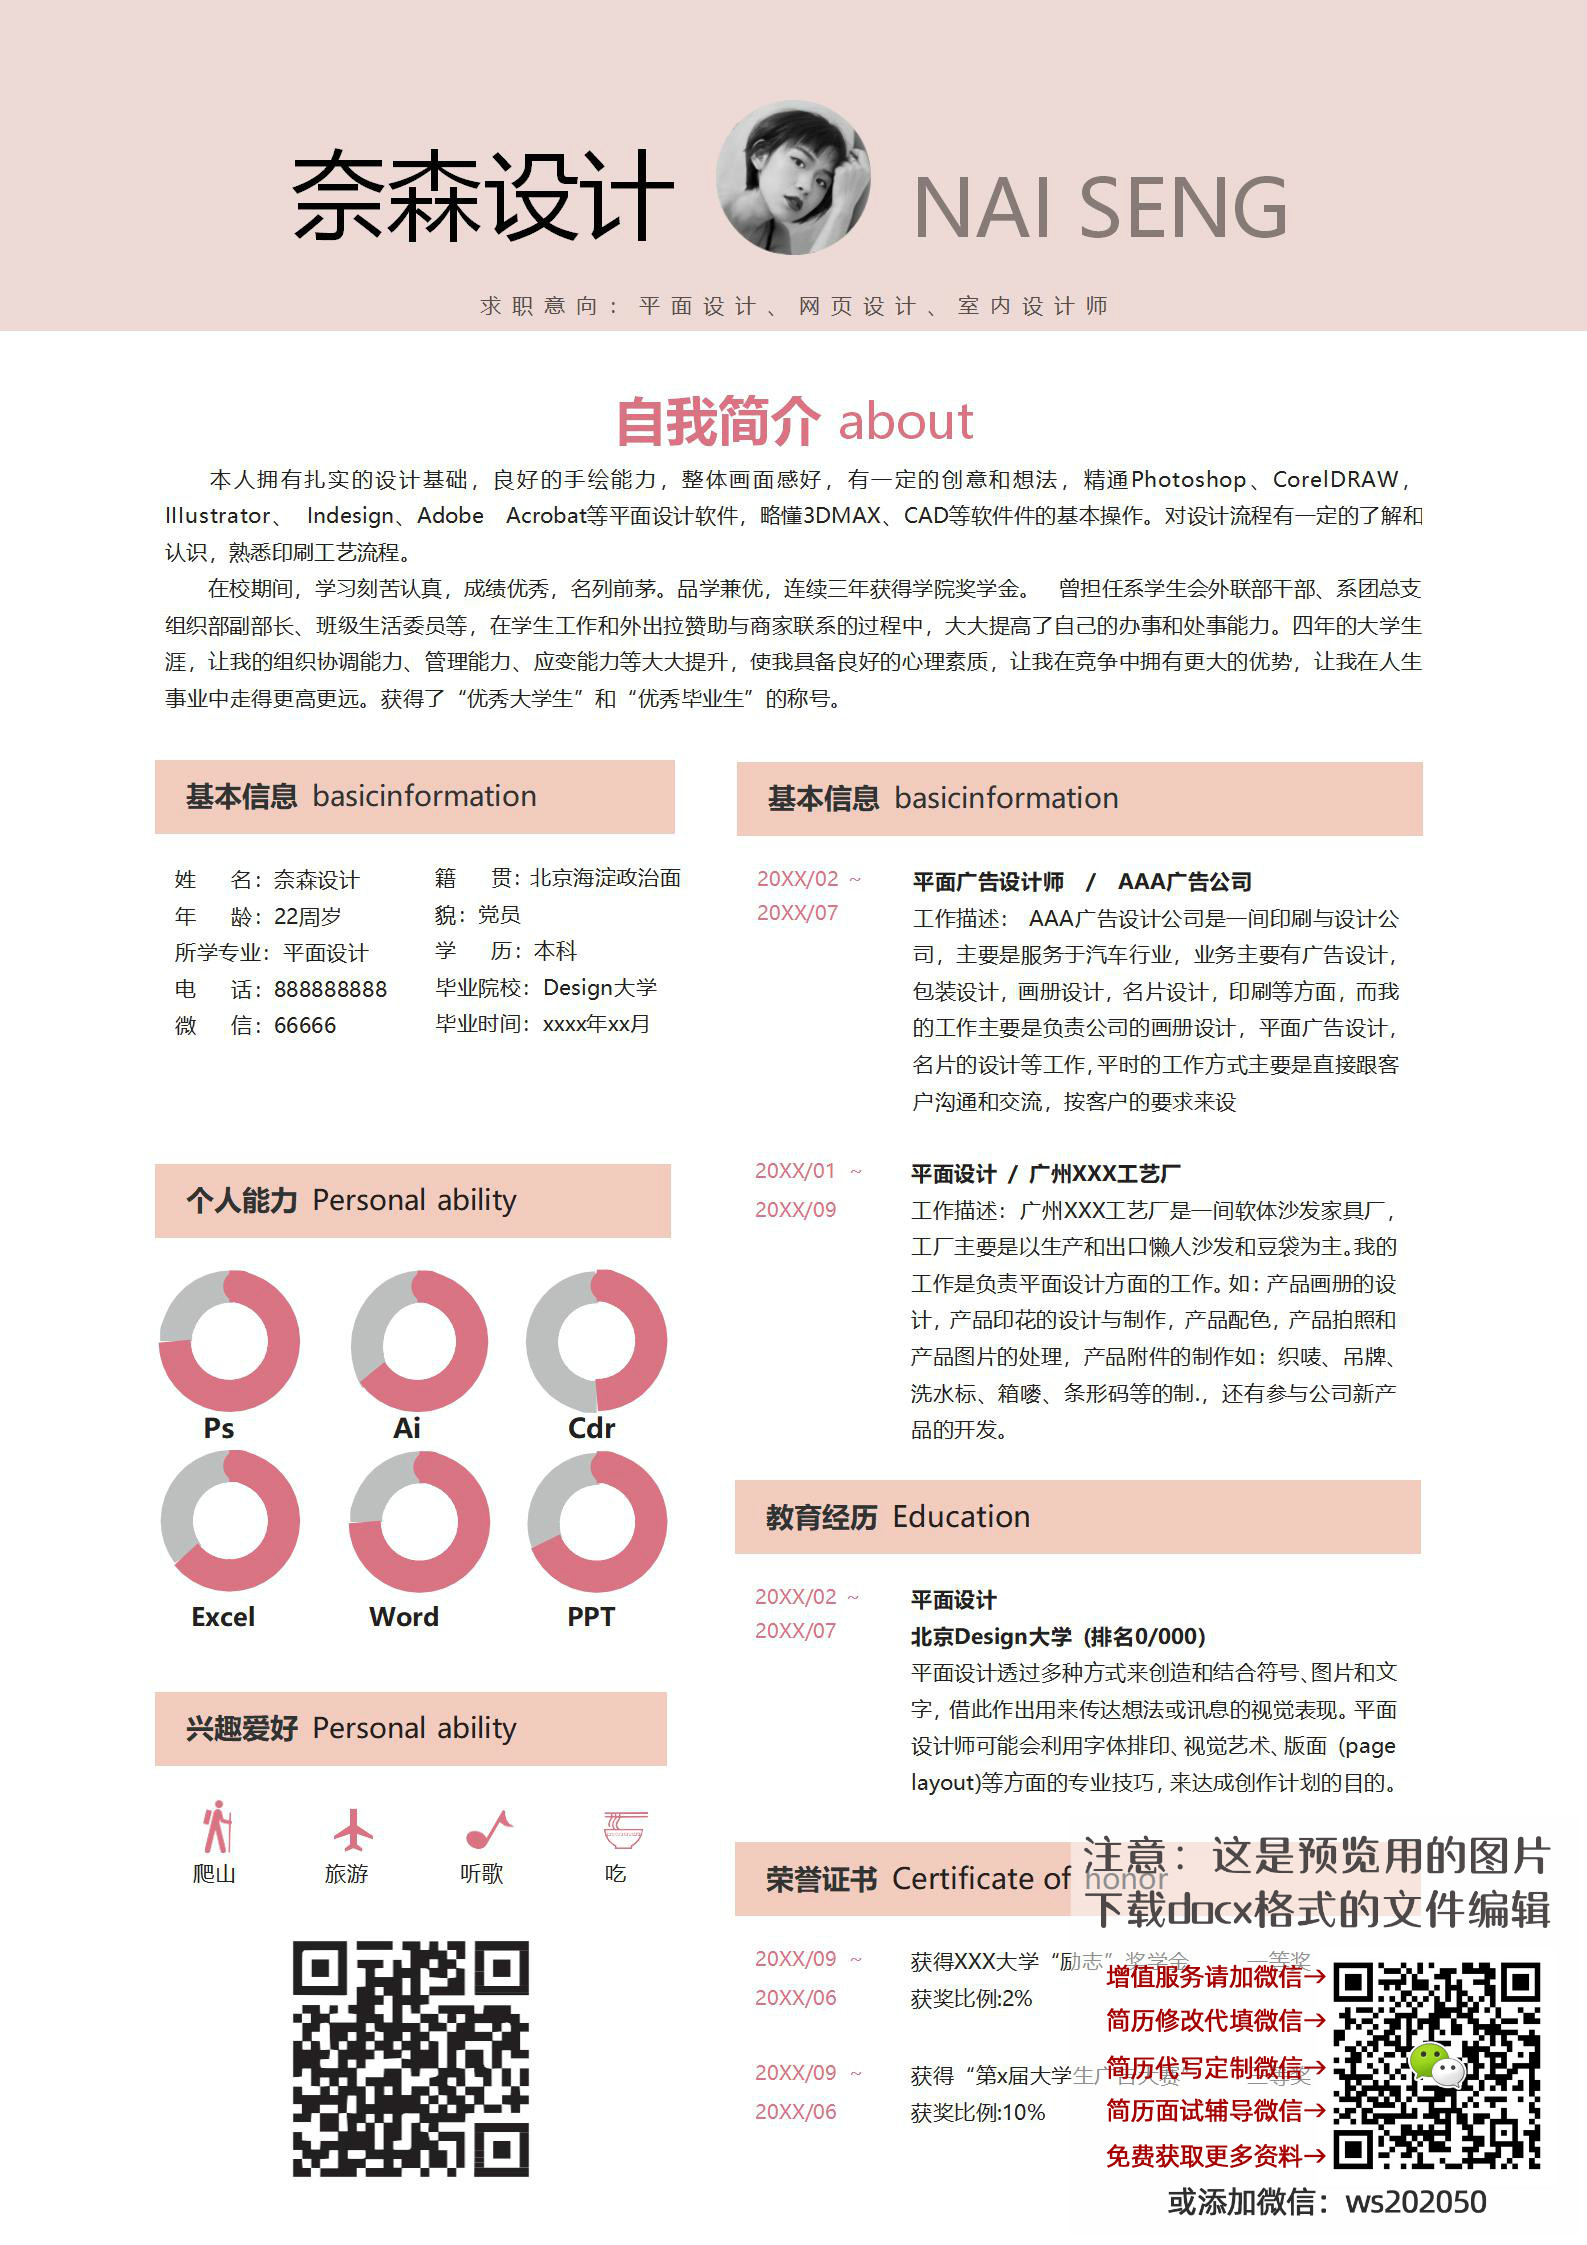 奈森设计
NAI SENG
求职意向：平面设计、网页设计、室内设计师
自我简介 about
本人拥有扎实的设计基础，良好的手绘能力，整体画面感好，有一定的创意和想法，精通Photoshop、CorelDRAW，
Illustrator、 Indesign、Adobe Acrobat等平面设计软件，略懂3DMAX、CAD等软件件的基本操作。对设计流程有一定的了解和
认识，熟悉印刷工艺流程。
在校期间，学习刻苦认真，成绩优秀，名列前茅。品学兼优，连续三年获得学院奖学金。 曾担任系学生会外联部干部、系团总支
组织部副部长、班级生活委员等，在学生工作和外出拉赞助与商家联系的过程中，大大提高了自己的办事和处事能力。四年的大学生
涯，让我的组织协调能力、管理能力、应变能力等大大提升，使我具备良好的心理素质，让我在竞争中拥有更大的优势，让我在人生
事业中走得更高更远。获得了“优秀大学生”和“优秀毕业生”的称号。
基本信息 basicinformation
姓 名：奈森设计
年 龄：22周岁
所学专业：平面设计
电 话：888888888
微 信：66666
籍 贯：北京海淀政治面
貌：党员
学 历：本科
毕业院校：Design大学
毕业时间：xxxx年xx月
个人能力 Personal ability
Ps
Ai
Cdr
Excel
Word
PPT
兴趣爱好 Personal ability
爬山
旅游
听歌
吃
基本信息 basicinformation
20XX/02 ~
20XX/07
平面广告设计师 / AAA广告公司
工作描述： AAA广告设计公司是一间印刷与设计公
司，主要是服务于汽车行业，业务主要有广告设计，
包装设计，画册设计，名片设计，印刷等方面，而我
的工作主要是负责公司的画册设计，平面广告设计，
名片的设计等工作，平时的工作方式主要是直接跟客
户沟通和交流，按客户的要求来设
20XX/01 ~
20XX/09
平面设计 / 广州XXX工艺厂
工作描述：广州XXX工艺厂是一间软体沙发家具厂，
工厂主要是以生产和出口懒人沙发和豆袋为主。我的
工作是负责平面设计方面的工作。如：产品画册的设
计，产品印花的设计与制作，产品配色，产品拍照和
产品图片的处理，产品附件的制作如：织唛、吊牌、
洗水标、箱喽、条形码等的制.，还有参与公司新产
品的开发。
教育经历 Education
20XX/02 ~
20XX/07
平面设计
北京Design大学 (排名0/000)
平面设计透过多种方式来创造和结合符号、图片和文
字，借此作出用来传达想法或讯息的视觉表现。平面
设计师可能会利用字体排印、视觉艺术、版面 (page
layout)等方面的专业技巧，来达成创作计划的目的。
荣誉证书 Certificate of honor
20XX/09 ~
20XX/06
获得XXX大学“励志”奖学金 一等奖
获奖比例:2%
20XX/09 ~
20XX/06
获得“第x届大学生广告大赛” 二等奖
获奖比例:10%
注意：这是预览用的图片
下载docx格式的文件编辑
增值服务请加微信→
简历修改代填微信→
简历代写定制微信→
简历面试辅导微信→
免费获取更多资料→
或添加微信：ws202050